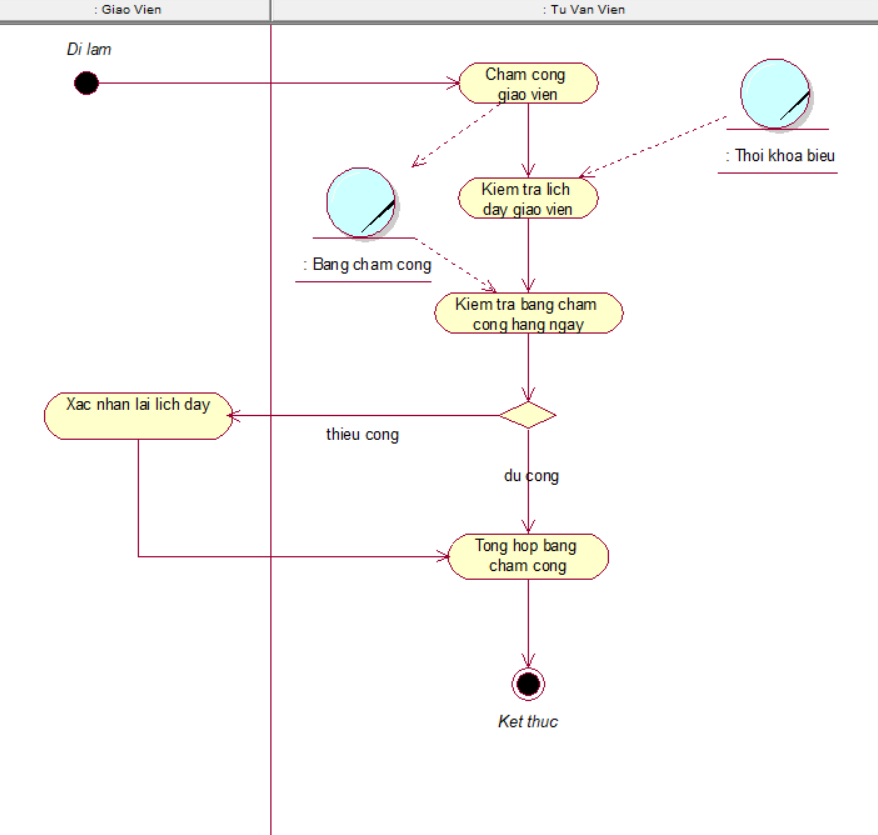 : Giao Vien
: Tu Van Vien
Di lam
Cham cong
giao vien
: Thoi khoa bieu
Kiem tra lich
day giao vien
: Bang cham cong
Kiem tra bang cham
cong hang ngay
Xac nhan lai lich day
thieu cong
du cong
Tong hop bang
cham cong
Ket thuc